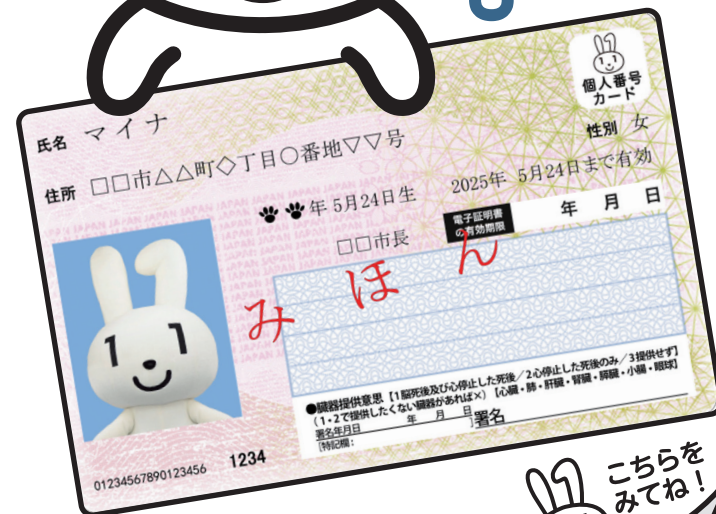 個人番号
カード
氏名 マイナ
性別 女
住所 □□市△△町◇丁目○番地▽▽号
年 5月24日生
2025年 5月24日まで有効
□□市長
電子証明書
の有効期限
年 月 日
みほん
●臓器提供意思【1脳死後及び心停止した死後/2心停止した死後のみ/3提供せず】
(1・2で提供したくない臓器があれば×)【心臓・肺・肝臓・腎臓・膵臓・小腸・眼球】
署名年月日 年 月 日
署名
[特記欄: ]
01234567890123456
1234
JAPAN JAPAN JAPAN JAPAN JAPAN
こちらを
みてね!